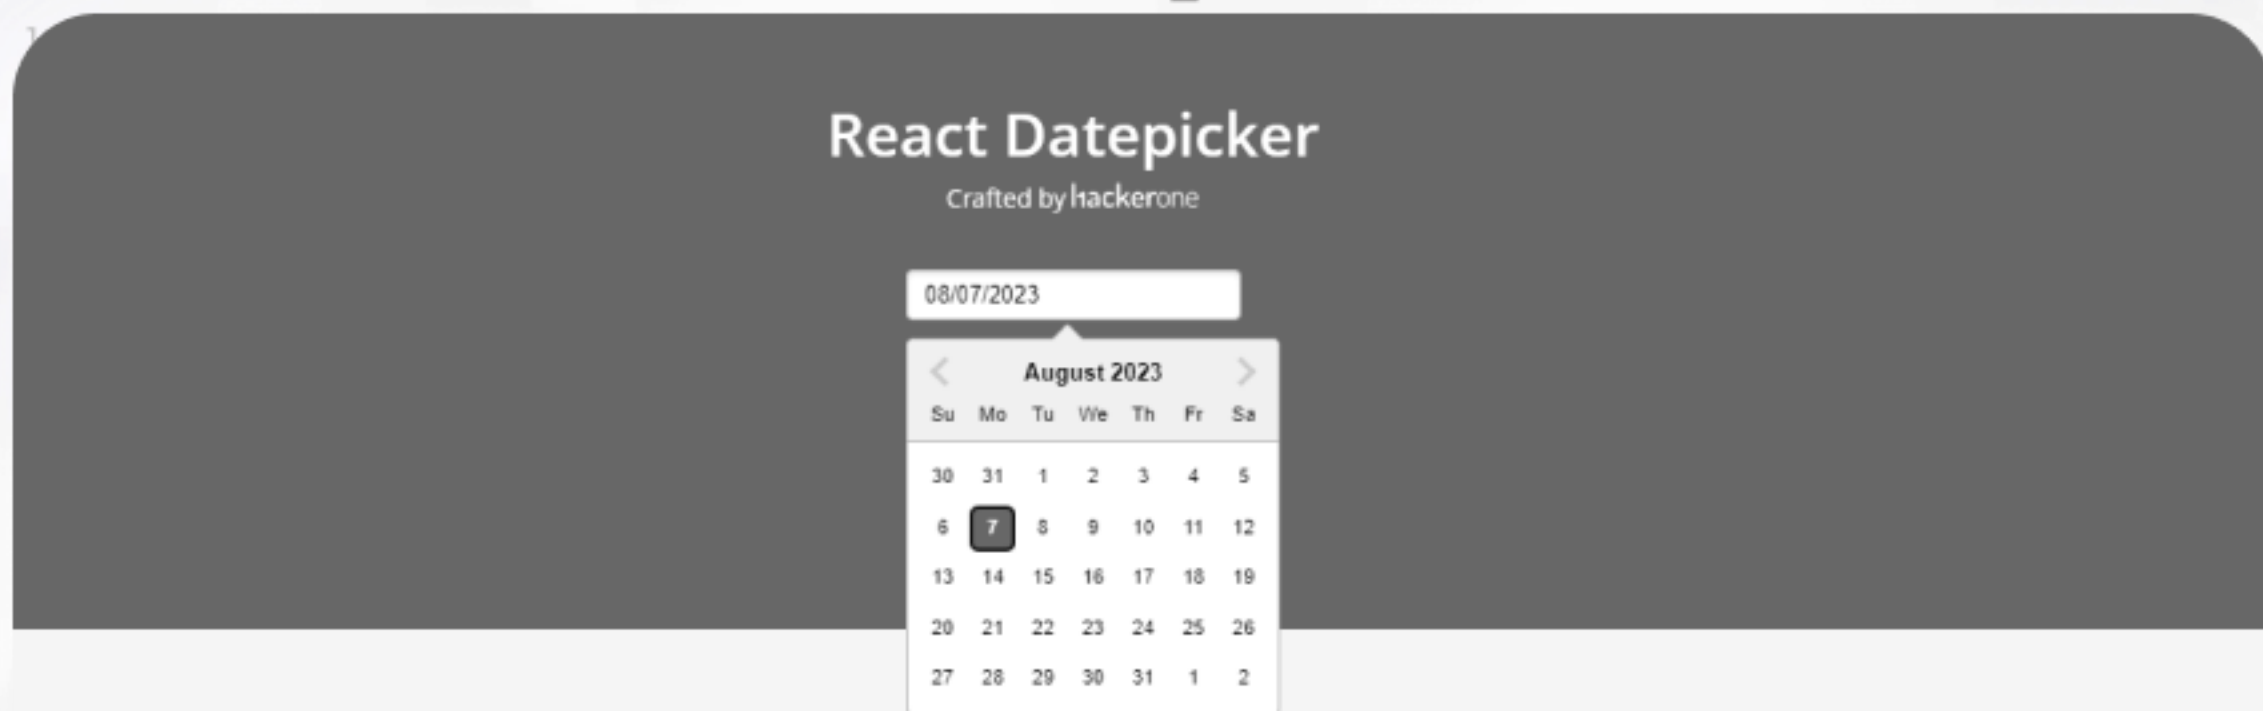 React Datepicker
Crafted by hackerone
08/07/2023
August 2023
Su Mo Tu We Th Fr Sa
30 31 1 2 3 4 5
6 7 8 9 10 11 12
13 14 15 16 17 18 19
20 21 22 23 24 25 26
27 28 29 30 31 1 2